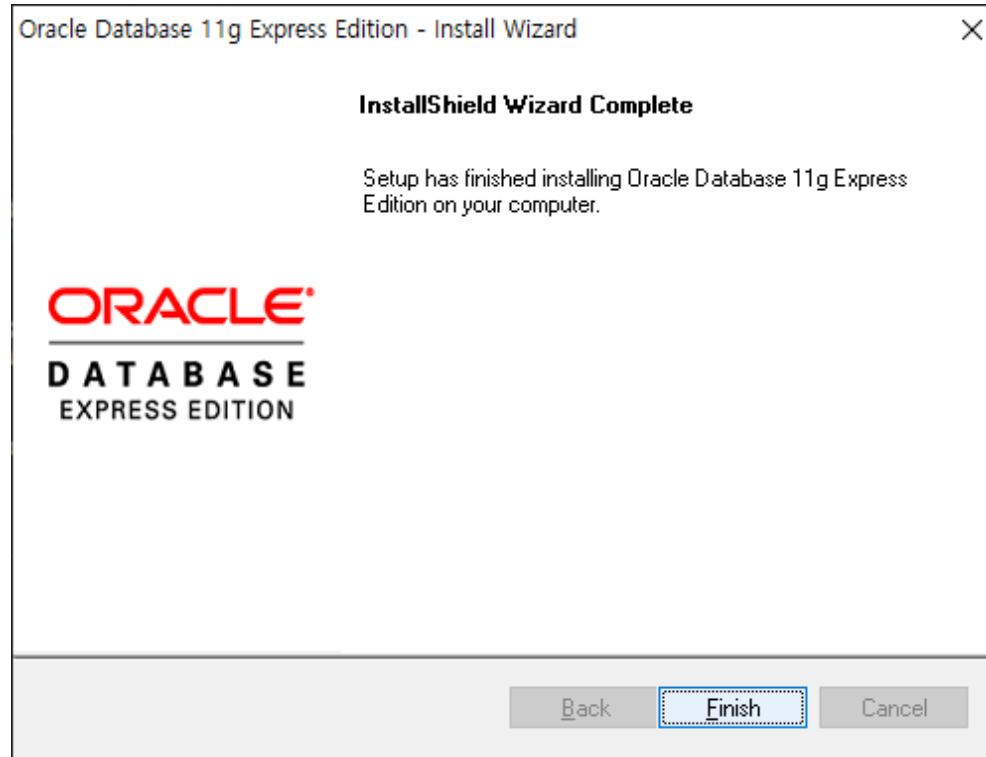 Oracle Database 11g Express Edition - Install Wizard
InstallShield Wizard Complete
Setup has finished installing Oracle Database 11g Express
Edition on your computer.
ORACLE
DATABASE
EXPRESS EDITION
Back
Finish
Cancel